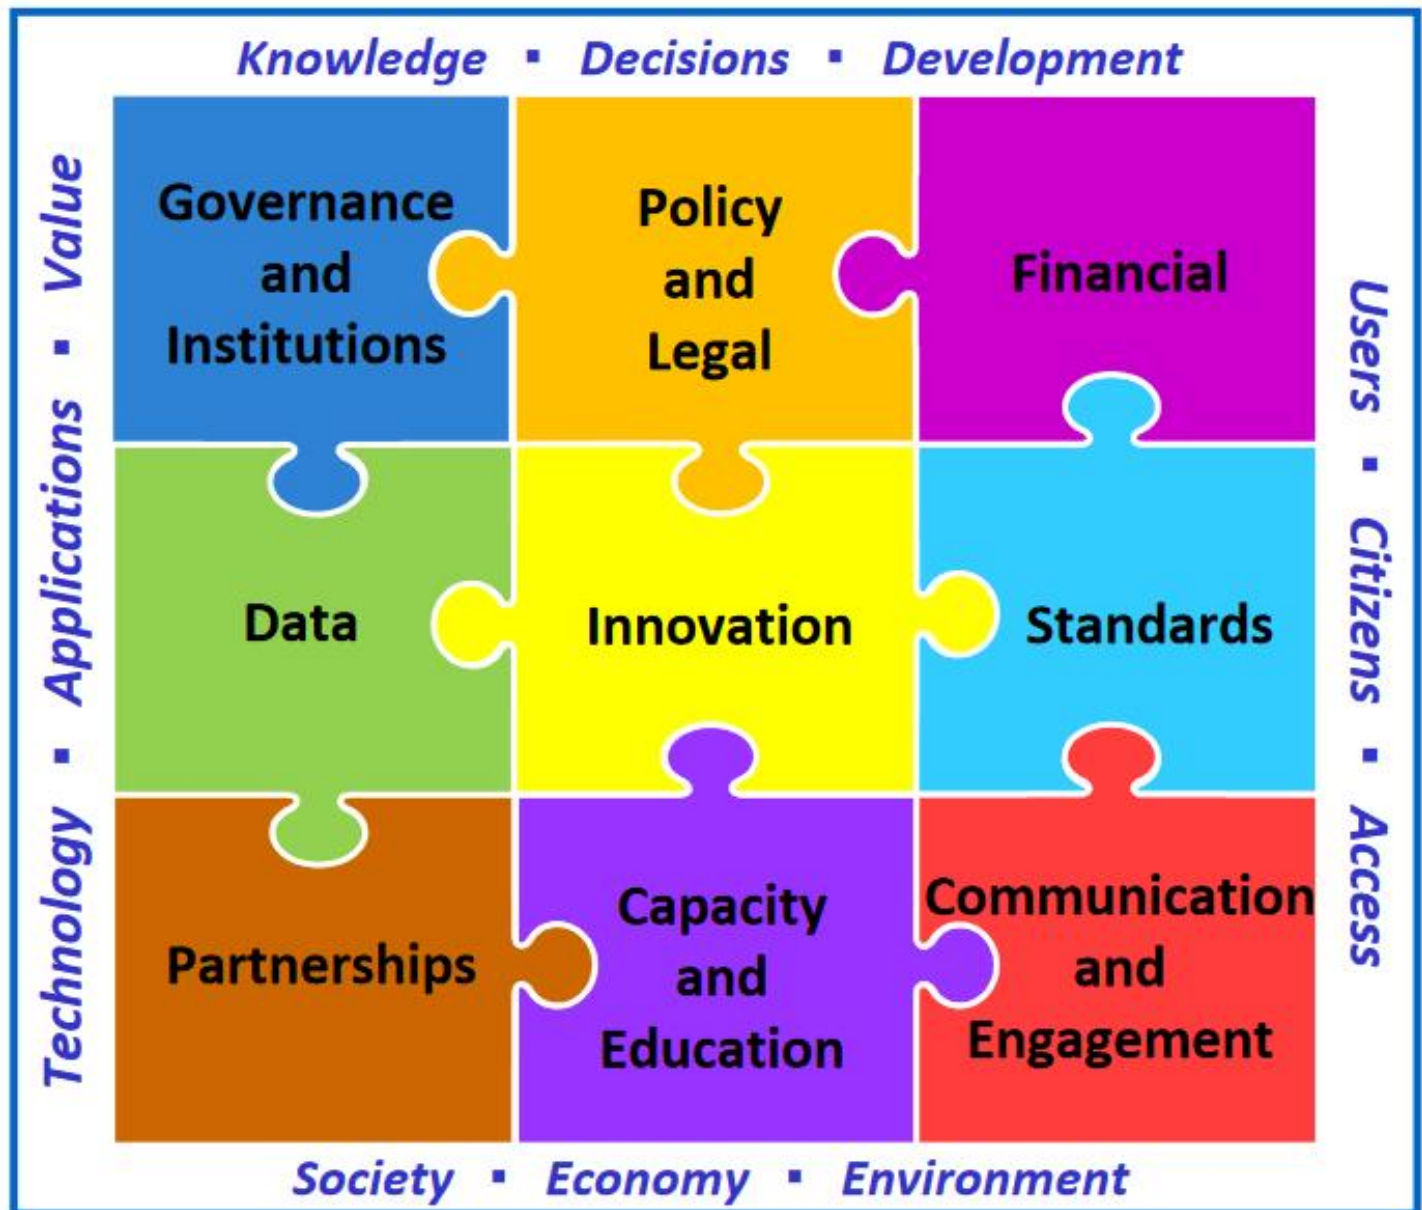 Knowledge ▪ Decisions ▪ Development
Technology ▪ Applications ▪ Value
Governance
and
Institutions
Policy
and
Legal
Financial
Data
Innovation
Standards
Partnerships
Capacity
and
Education
Communication
and
Engagement
Users ▪ Citizens ▪ Access
Society ▪ Economy ▪ Environment